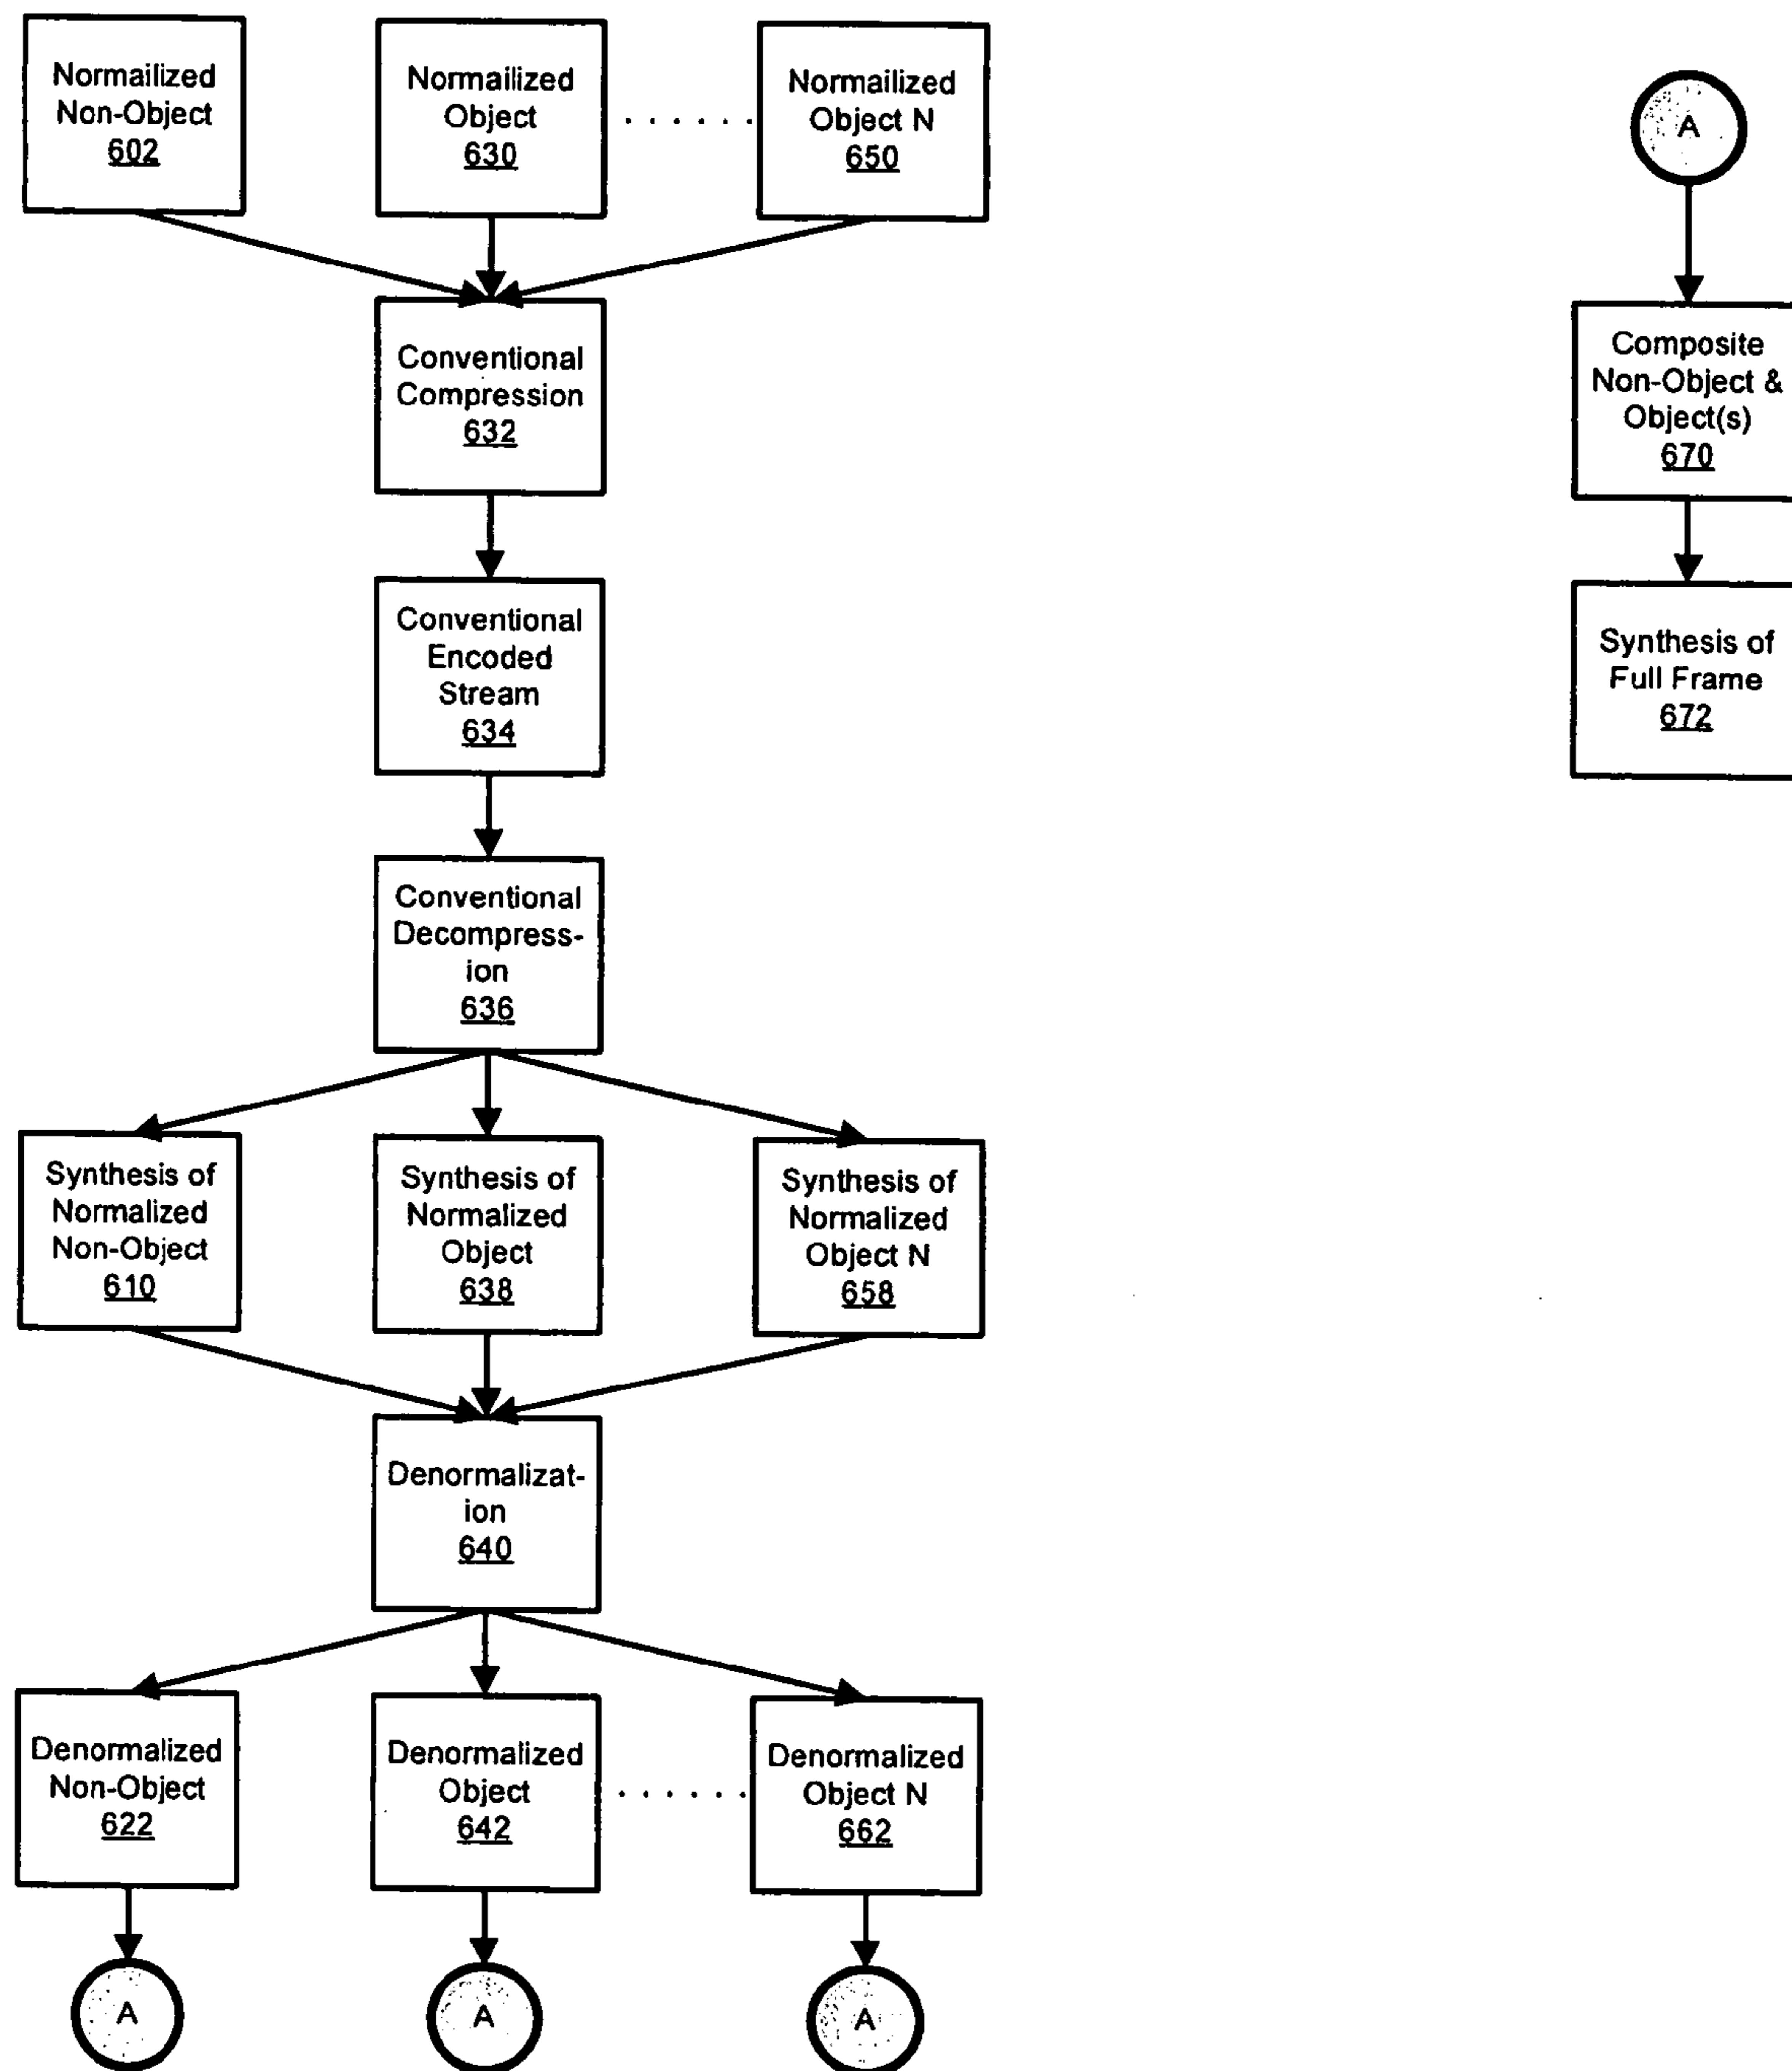 Normailized
Non-Object
602
Normailized
Object
630
Normailized
Object N
650
Conventional
Compression
632
Conventional
Encoded
Stream
634
Conventional
Decompress-
ion
636
Synthesis of
Normalized
Non-Object
610
Synthesis of
Normalized
Object
638
Synthesis of
Normalized
Object N
658
Denormalizat-
ion
640
Denormalized
Non-Object
622
Denormalized
Object
642
Denormalized
Object N
662
A
A
A
A
Composite
Non-Object &
Object(s)
670
Synthesis of
Full Frame
672